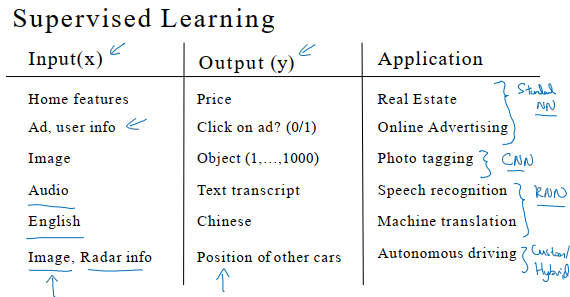 Supervised Learning
Input(x) Output (y) Application
Home features Price Real Estate
Standard
NN
Ad, user info Click on ad? (0/1) Online Advertising
Image Object (1,...,1000) Photo tagging CNN
Audio Text transcript Speech recognition RNN
English Chinese Machine translation
Image, Radar info Position of other cars Autonomous driving Custom/
Hybrid